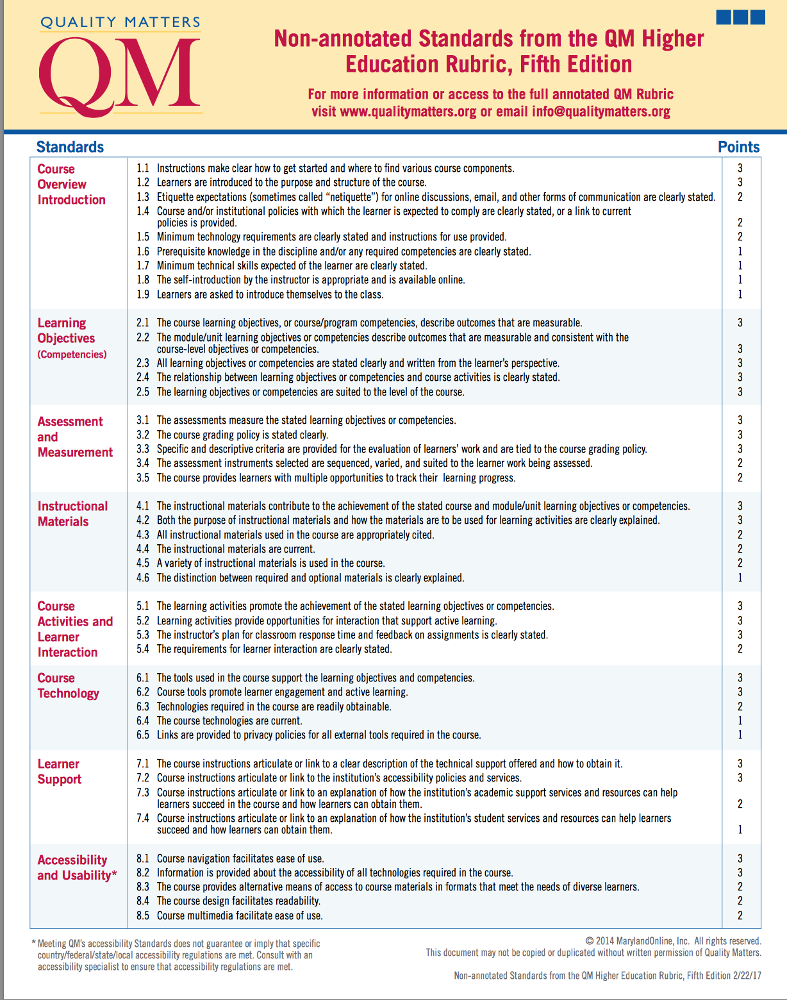 QUALITY MATTERS
QM
Non-annotated Standards from the QM Higher
Education Rubric, Fifth Edition
For more information or access to the full annotated QM Rubric
visit www.qualitymatters.org or email info@qualitymatters.org
Standards Points
Course
Overview
Introduction
1.1 Instructions make clear how to get started and where to find various course components. 3
1.2 Learners are introduced to the purpose and structure of the course. 3
1.3 Etiquette expectations (sometimes called “netiquette”) for online discussions, email, and other forms of communication are clearly stated. 2
1.4 Course and/or institutional policies with which the learner is expected to comply are clearly stated, or a link to current
policies is provided. 2
1.5 Minimum technology requirements are clearly stated and instructions for use provided. 2
1.6 Prerequisite knowledge in the discipline and/or any required competencies are clearly stated. 1
1.7 Minimum technical skills expected of the learner are clearly stated. 1
1.8 The self-introduction by the instructor is appropriate and is available online. 1
1.9 Learners are asked to introduce themselves to the class. 1
Learning
Objectives
(Competencies)
2.1 The course learning objectives, or course/program competencies, describe outcomes that are measurable. 3
2.2 The module/unit learning objectives or competencies describe outcomes that are measurable and consistent with the
course-level objectives or competencies. 3
2.3 All learning objectives or competencies are stated clearly and written from the learner’s perspective. 3
2.4 The relationship between learning objectives or competencies and course activities is clearly stated. 3
2.5 The learning objectives or competencies are suited to the level of the course. 3
Assessment
and
Measurement
3.1 The assessments measure the stated learning objectives or competencies. 3
3.2 The course grading policy is stated clearly. 3
3.3 Specific and descriptive criteria are provided for the evaluation of learners’ work and are tied to the course grading policy. 3
3.4 The assessment instruments selected are sequenced, varied, and suited to the learner work being assessed. 2
3.5 The course provides learners with multiple opportunities to track their learning progress. 2
Instructional
Materials
4.1 The instructional materials contribute to the achievement of the stated course and module/unit learning objectives or competencies. 3
4.2 Both the purpose of instructional materials and how the materials are to be used for learning activities are clearly explained. 3
4.3 All instructional materials used in the course are appropriately cited. 2
4.4 The instructional materials are current. 2
4.5 A variety of instructional materials is used in the course. 2
4.6 The distinction between required and optional materials is clearly explained. 1
Course
Activities and
Learner
Interaction
5.1 The learning activities promote the achievement of the stated learning objectives or competencies. 3
5.2 Learning activities provide opportunities for interaction that support active learning. 3
5.3 The instructor’s plan for classroom response time and feedback on assignments is clearly stated. 3
5.4 The requirements for learner interaction are clearly stated. 2
Course
Technology
6.1 The tools used in the course support the learning objectives and competencies. 3
6.2 Course tools promote learner engagement and active learning. 3
6.3 Technologies required in the course are readily obtainable. 2
6.4 The course technologies are current. 1
6.5 Links are provided to privacy policies for all external tools required in the course. 1
Learner
Support
7.1 The course instructions articulate or link to a clear description of the technical support offered and how to obtain it. 3
7.2 Course instructions articulate or link to the institution’s accessibility policies and services. 3
7.3 Course instructions articulate or link to an explanation of how the institution’s academic support services and resources can help
learners succeed in the course and how learners can obtain them. 2
7.4 Course instructions articulate or link to an explanation of how the institution’s student services and resources can help learners
succeed and how learners can obtain them. 1
Accessibility
and Usability*
8.1 Course navigation facilitates ease of use. 3
8.2 Information is provided about the accessibility of all technologies required in the course. 3
8.3 The course provides alternative means of access to course materials in formats that meet the needs of diverse learners. 2
8.4 The course design facilitates readability. 2
8.5 Course multimedia facilitate ease of use. 2
* Meeting QM’s accessibility Standards does not guarantee or imply that specific
country/federal/state/local accessibility regulations are met. Consult with an
accessibility specialist to ensure that accessibility regulations are met.
© 2014 MarylandOnline, Inc. All rights reserved.
This document may not be copied or duplicated without written permission of Quality Matters.
Non-annotated Standards from the QM Higher Education Rubric, Fifth Edition 2/22/17